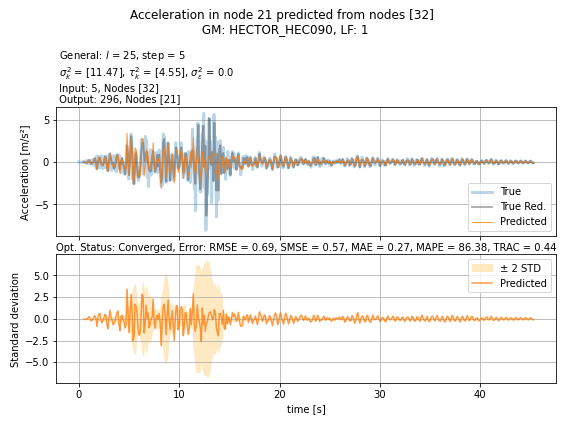 Acceleration in node 21 predicted from nodes [32]
GM: HECTOR_HEC090, LF: 1
General: l = 25, step = 5
σ²ₖ = [11.47], τ²ₖ = [4.55], σ²ε = 0.0
Input: 5, Nodes [32]
Output: 296, Nodes [21]
Acceleration [m/s²]
5
0
−5
True
True Red.
Predicted
Opt. Status: Converged, Error: RMSE = 0.69, SMSE = 0.57, MAE = 0.27, MAPE = 86.38, TRAC = 0.44
Standard deviation
5.0
2.5
0.0
−2.5
−5.0
± 2 STD
Predicted
0
10
20
30
40
time [s]